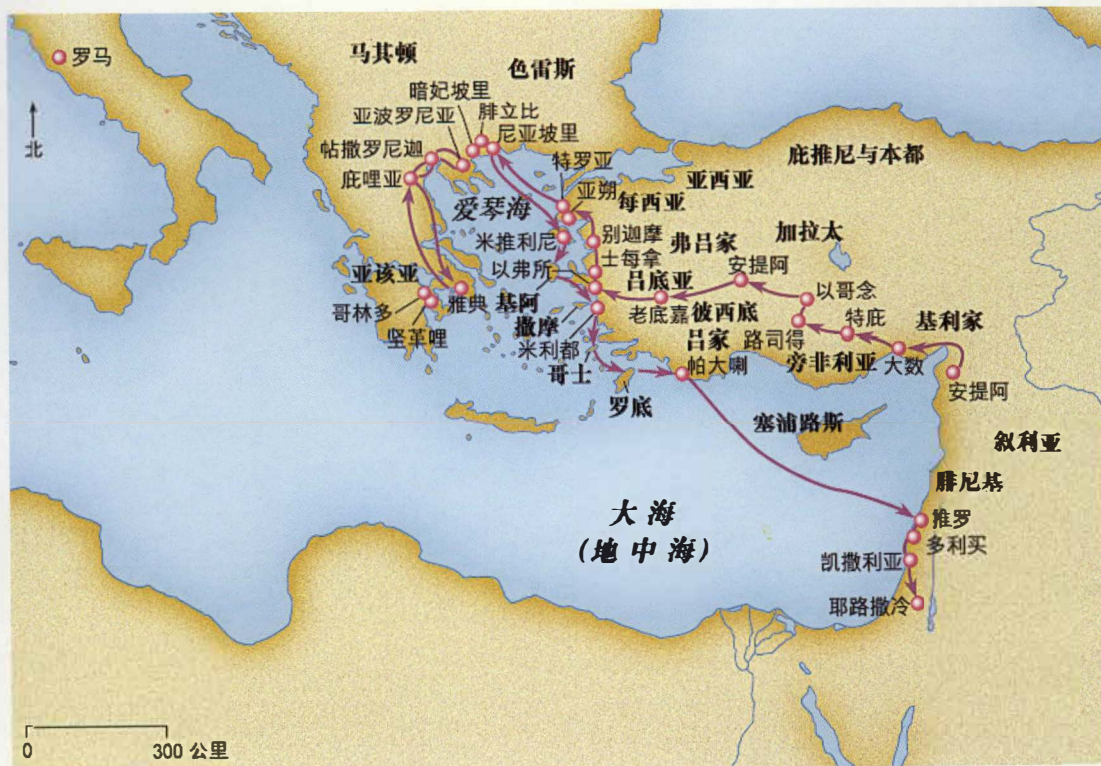 罗马
北
马其顿
色雷斯
暗妃坡里
腓立比
亚波罗尼亚
尼亚坡里
帖撒罗尼迦
庇哩亚
特罗亚
亚朔
庇推尼与本都
亚西亚
每西亚
爱琴海
米推利尼
别迦摩
弗吕家
加拉太
士每拿
以弗所
吕底亚
安提阿
亚该亚
哥林多
雅典
基阿
老底嘉
彼西底
以哥念
坚革哩
撒摩
米利都
吕家
路司得
特庇
基利家
哥士
帕大喇
旁非利亚
大数
安提阿
罗底
塞浦路斯
叙利亚
腓尼基
大海
(地中海)
推罗
多利买
凯撒利亚
耶路撒冷
0 300 公里